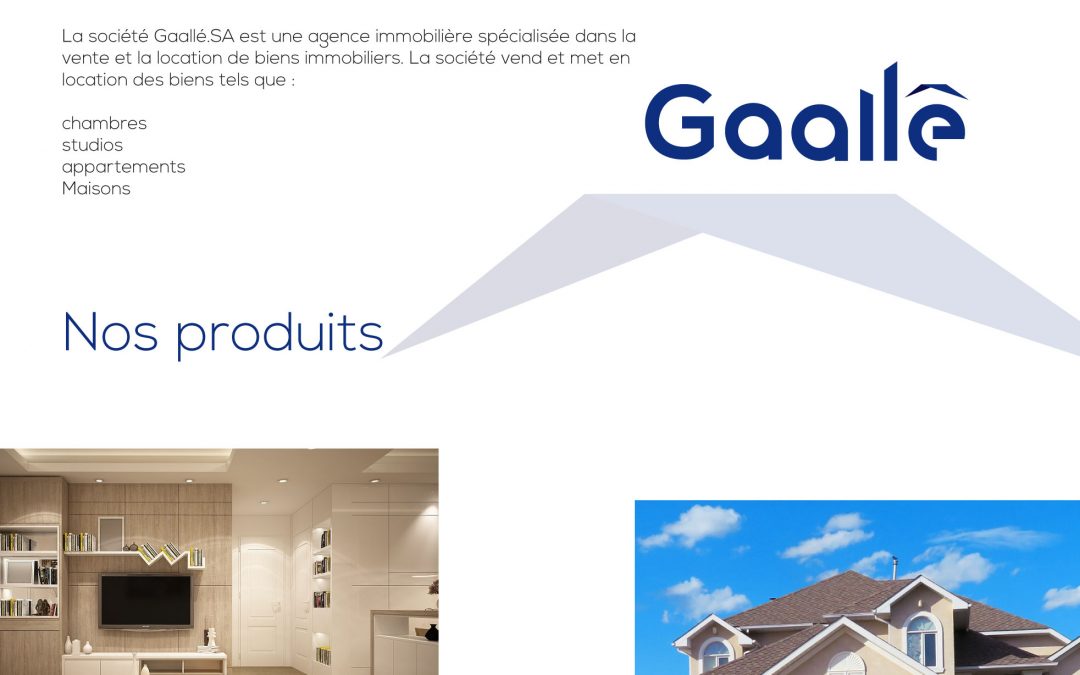 La société Gaallé.SA est une agence immobilière spécialisée dans la
vente et la location de biens immobiliers. La société vend et met en
location des biens tels que :
chambres
studios
appartements
Maisons
Gaallê
Nos produits